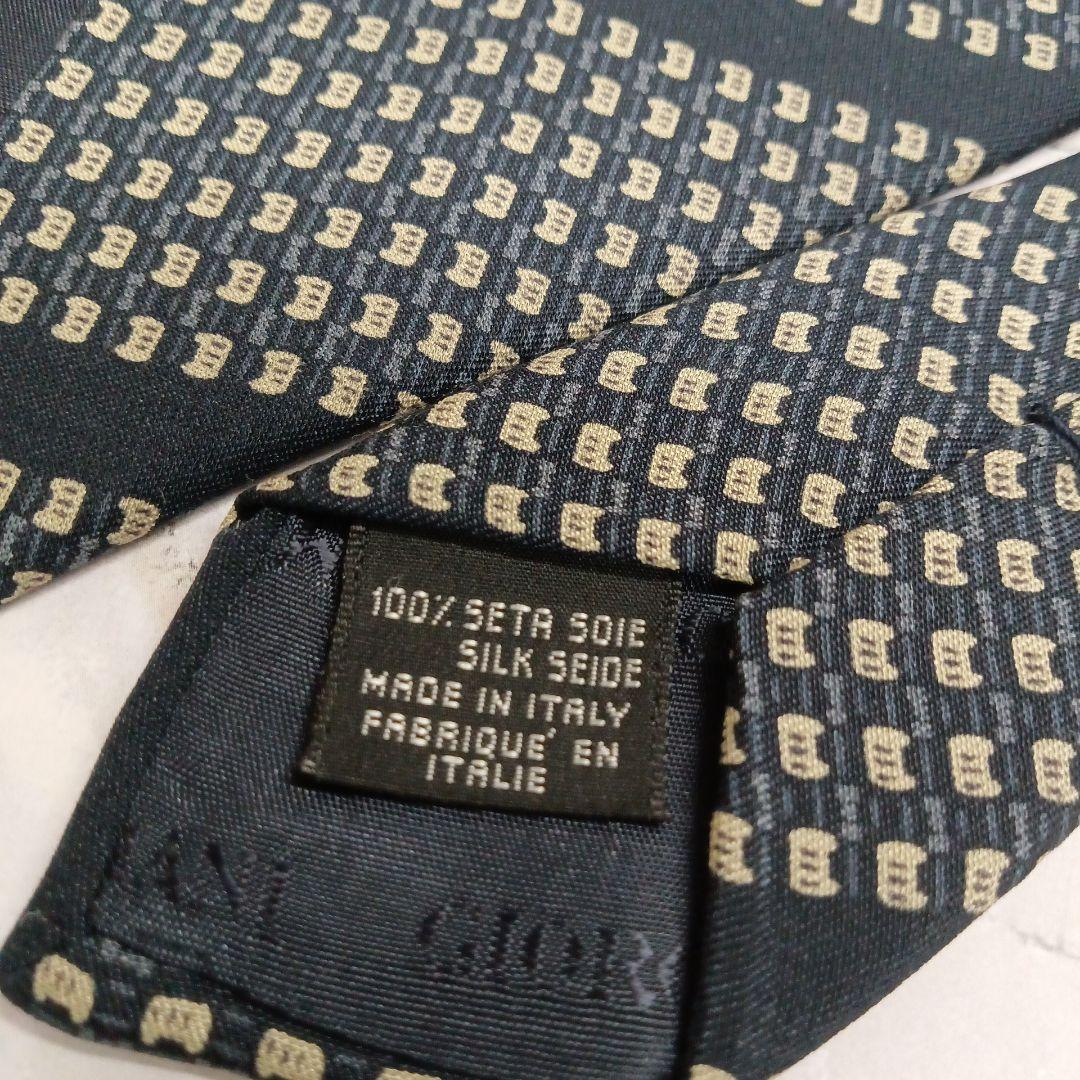 100% SETA SOIE
SILK SEIDE
MADE IN ITALY
FABRIQUE' EN
ITALIE